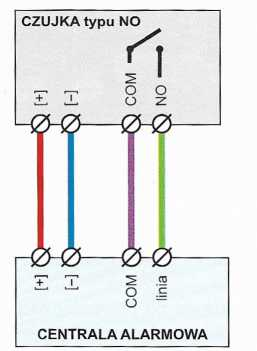 CZUJKA typu NO
[+]
[–]
COM
NO
[+]
[–]
COM
linia
CENTRALA ALARMOWA